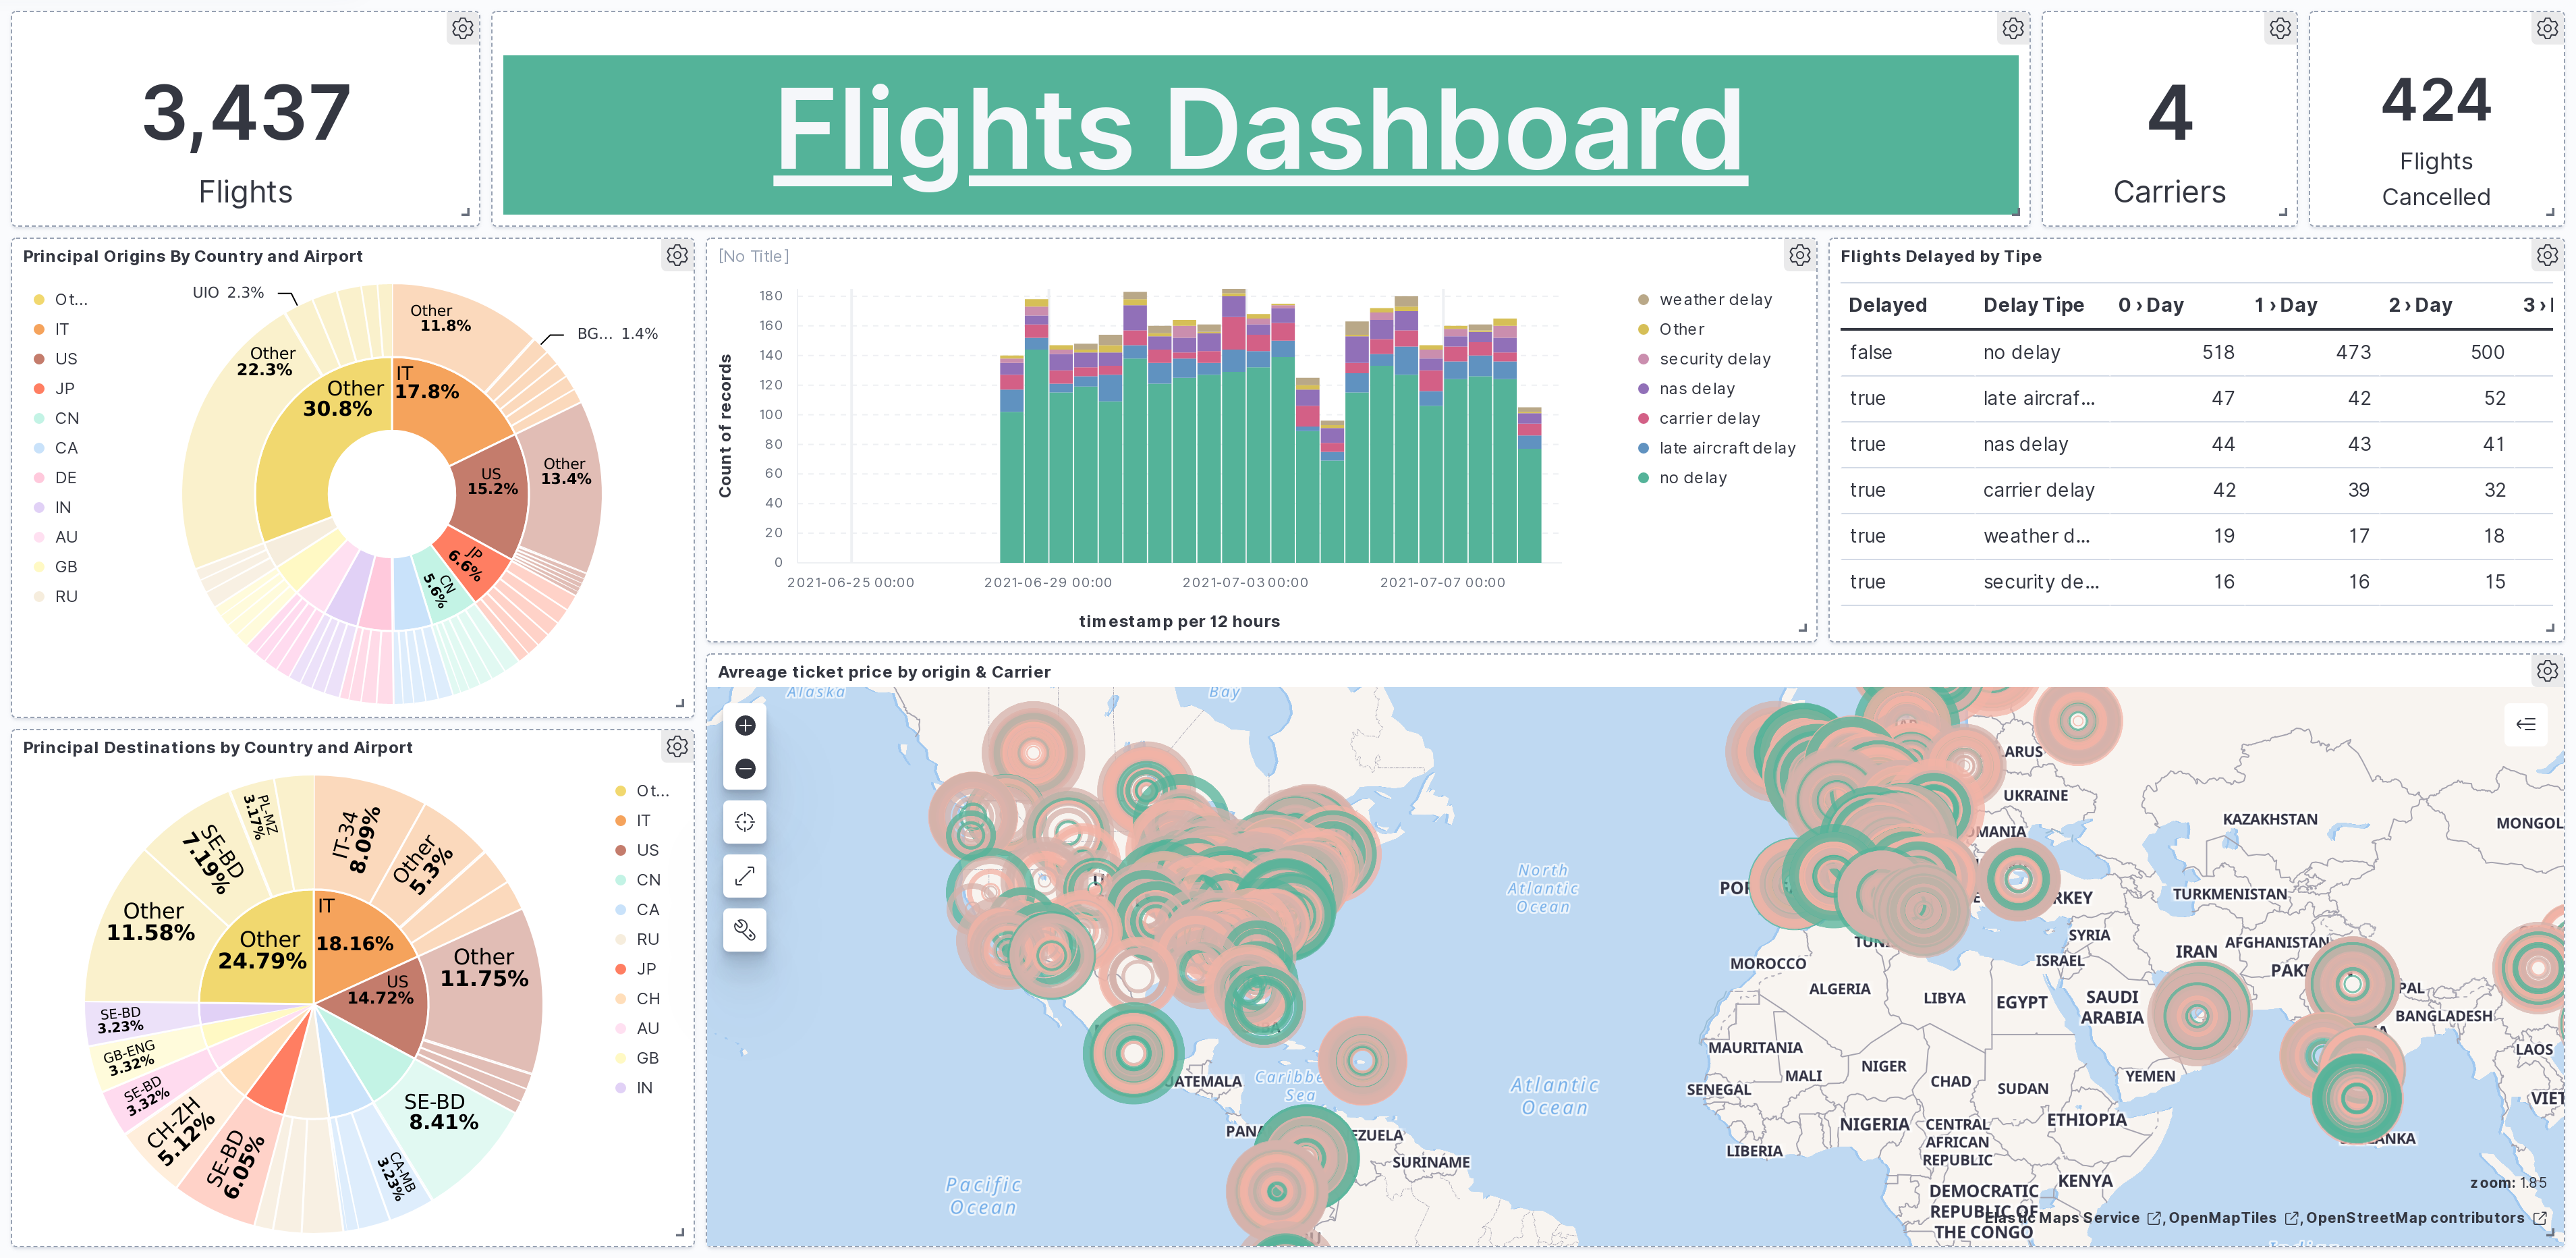 3,437
Flights
Flights Dashboard
4
Carriers
424
Flights
Cancelled
Principal Origins By Country and Airport
Ot...
IT
US
JP
CN
CA
DE
IN
AU
GB
RU
UIO 2.3%
Other
11.8%
BG... 1.4%
Other
22.3%
Other
30.8%
IT
17.8%
US
15.2%
Other
13.4%
JP
6.6%
CN
5.6%
[No Title]
Count of records
180
160
140
120
100
80
60
40
20
0
2021-06-25 00:00
2021-06-29 00:00
2021-07-03 00:00
2021-07-07 00:00
timestamp per 12 hours
weather delay
Other
security delay
nas delay
carrier delay
late aircraft delay
no delay
Flights Delayed by Tipe
Delayed Delay Tipe 0 › Day 1 › Day 2 › Day 3 ›
false no delay 518 473 500
true late aircraf... 47 42 52
true nas delay 44 43 41
true carrier delay 42 39 32
true weather d... 19 17 18
true security de... 16 16 15
Principal Destinations by Country and Airport
PL-MZ
3.17%
SE-BD
7.19%
IT-34
8.09%
Other
5.3%
Other
11.58%
Other
24.79%
IT
18.16%
US
14.72%
Other
11.75%
SE-BD
3.23%
GB-ENG
3.32%
SE-BD
3.32%
CH-ZH
5.12%
SE-BD
6.05%
CA-MB
3.23%
SE-BD
8.41%
Ot...
IT
US
CN
CA
RU
JP
CH
AU
GB
IN
Avreage ticket price by origin & Carrier
Alaska
Bay
North
Atlantic
Ocean
ARUS
UKRAINE
OMANIA
KAZAKHSTAN
MONGOL
POR
RKEY
TURKMENISTAN
TUNI
SYRIA
AFGHANISTAN
MOROCCO
ISRAEL
IRAN
PAKI
ALGERIA
LIBYA
EGYPT
SAUDI
ARABIA
PAL
BANGLADESH
MAURITANIA
LAOS
UATEMALA
Caribbe
Sea
Atlantic
Ocean
SENEGAL
MALI
NIGER
CHAD
SUDAN
YEMEN
VIET
PANA
EZUELA
SURINAME
NIGERIA
CENTRAL
AFRICAN
REPUBLIC
ETHIOPIA
LIBERIA
ANKA
Pacific
Ocean
KENYA
DEMOCRATIC
REPUBLIC OF
THE CONGO
zoom: 1.85
Elastic Maps Service , OpenMapTiles , OpenStreetMap contributors